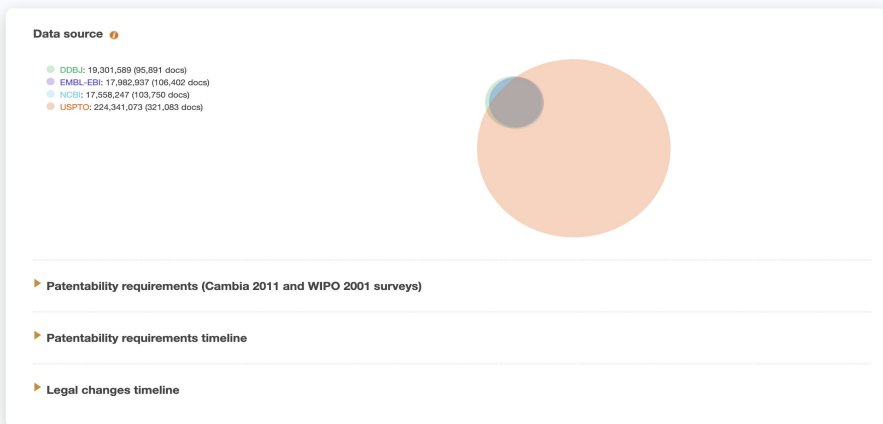 Data source i
DDBJ: 19,301,589 (95,891 docs)
EMBL-EBI: 17,982,937 (106,402 docs)
NCBI: 17,558,247 (103,750 docs)
USPTO: 224,341,073 (321,083 docs)
Patentability requirements (Cambia 2011 and WIPO 2001 surveys)
Patentability requirements timeline
Legal changes timeline